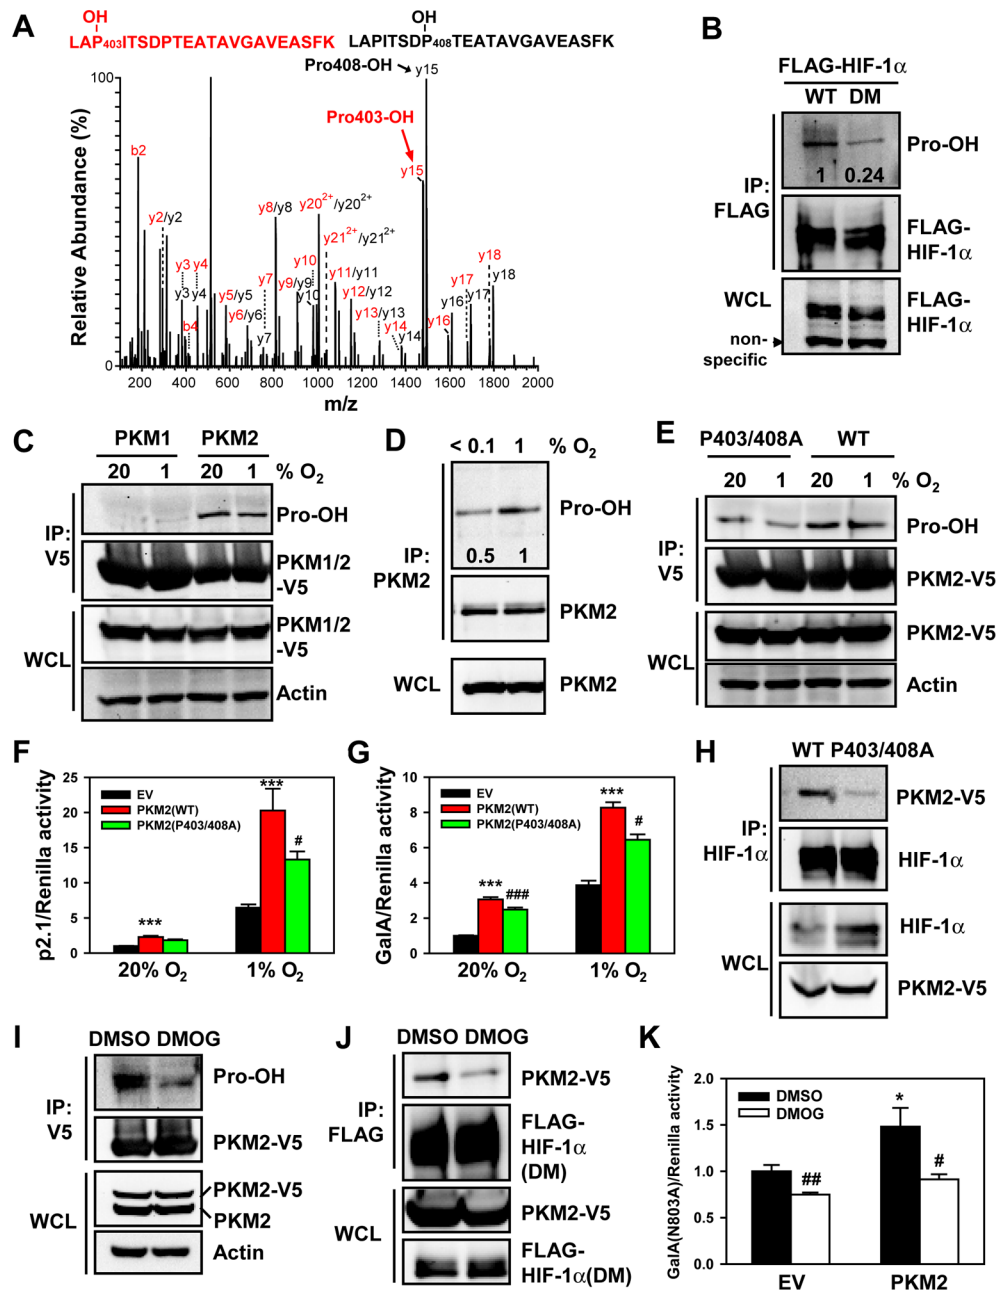 A
OH
LAP403ITSDPTEATAVGAVEASFK
OH
LAPITSDP408TEATAVGAVEASFK
Pro408-OH
y15
Pro403-OH
y15
Relative Abundance (%)
100
0
b2
y2/y2
y3
y4
y3
y4
b4
y5/y5
y6/y6
y7
y7
y8/y8
y9/y9
y10
y10
y20²⁺/y20²⁺
y21²⁺/y21²⁺
y11/y11
y12/y12
y13/y13
y14
y14
y16
y16
y17
y17
y18
y18
200 400 600 800 1000 1200 1400 1600 1800 2000
m/z
B
FLAG-HIF-1α
WT DM
IP:
FLAG
Pro-OH
1 0.24
FLAG-
HIF-1α
WCL
FLAG-
HIF-1α
non-
specific
C
PKM1 PKM2
20 1 20 1 % O₂
IP:
V5
Pro-OH
PKM1/2
-V5
WCL
PKM1/2
-V5
Actin
D
< 0.1 1 % O₂
Pro-OH
IP:
PKM2
0.5 1
PKM2
WCL
PKM2
E
P403/408A WT
20 1 20 1 % O₂
IP:
V5
Pro-OH
PKM2-V5
WCL
PKM2-V5
Actin
F
p2.1/Renilla activity
25
20
15
10
5
0
EV
PKM2(WT)
PKM2(P403/408A)
***
***
#
20% O₂ 1% O₂
G
GalA/Renilla activity
10
8
6
4
2
0
EV
PKM2(WT)
PKM2(P403/408A)
***
###
***
#
20% O₂ 1% O₂
H
WT P403/408A
IP:
HIF-1α
PKM2-V5
HIF-1α
WCL
HIF-1α
PKM2-V5
I
DMSO DMOG
IP:
V5
Pro-OH
PKM2-V5
WCL
PKM2-V5
PKM2
Actin
J
DMSO DMOG
IP:
FLAG
PKM2-V5
FLAG-
HIF-1α
(DM)
WCL
PKM2-V5
FLAG-
HIF-1α(DM)
K
GalA(N803A)/Renilla activity
2.0
1.5
1.0
0.5
0.0
DMSO
DMOG
##
*
#
EV PKM2